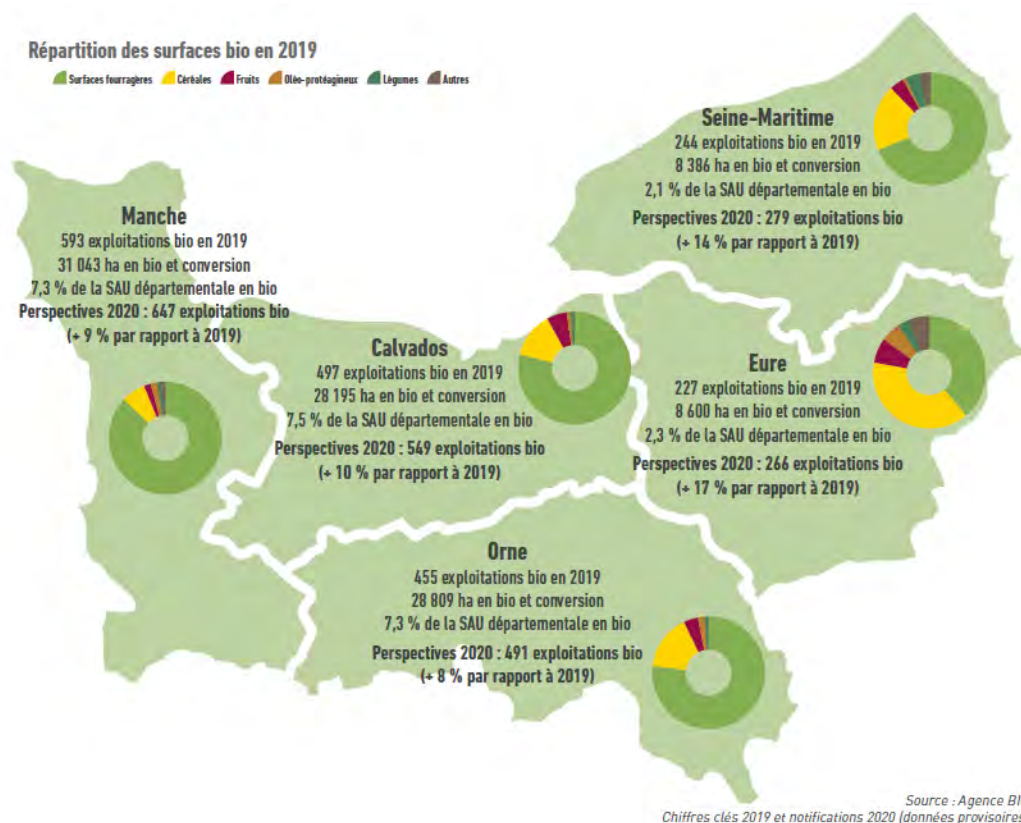 Répartition des surfaces bio en 2019
Surfaces fourragères Céréales Fruits Oléo-protéagineux Légumes Autres
Seine-Maritime
244 exploitations bio en 2019
8 386 ha en bio et conversion
2,1 % de la SAU départementale en bio
Perspectives 2020 : 279 exploitations bio
(+ 14 % par rapport à 2019)
Manche
593 exploitations bio en 2019
31 043 ha en bio et conversion
7,3 % de la SAU départementale en bio
Perspectives 2020 : 647 exploitations bio
(+ 9 % par rapport à 2019)
Calvados
497 exploitations bio en 2019
28 195 ha en bio et conversion
7,5 % de la SAU départementale en bio
Perspectives 2020 : 549 exploitations bio
(+ 10 % par rapport à 2019)
Eure
227 exploitations bio en 2019
8 600 ha en bio et conversion
2,3 % de la SAU départementale en bio
Perspectives 2020 : 266 exploitations bio
(+ 17 % par rapport à 2019)
Orne
455 exploitations bio en 2019
28 809 ha en bio et conversion
7,3 % de la SAU départementale en bio
Perspectives 2020 : 491 exploitations bio
(+ 8 % par rapport à 2019)
Source : Agence BI
Chiffres clés 2019 et notifications 2020 (données provisoires